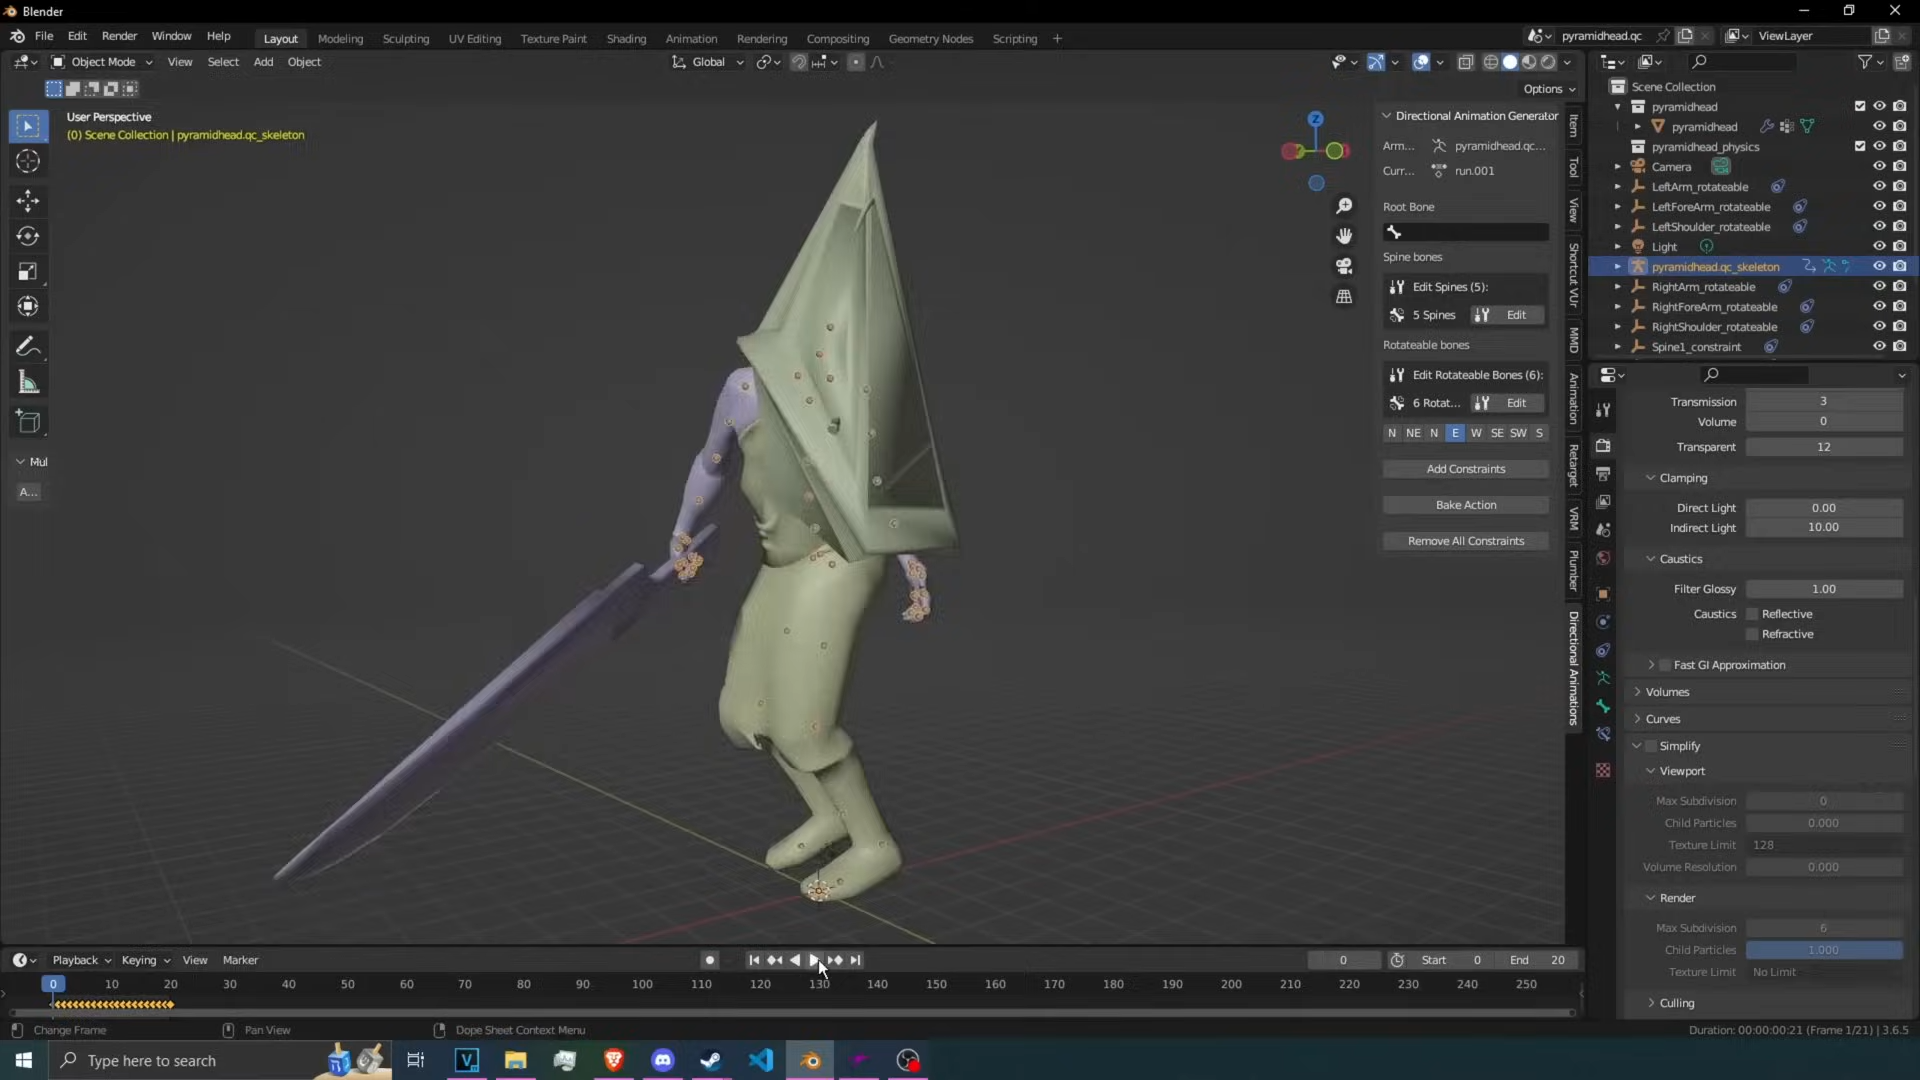 Blender
File Edit Render Window Help
Layout Modeling Sculpting UV Editing Texture Paint Shading Animation Rendering Compositing Geometry Nodes Scripting +
pyramidhead.qc
ViewLayer
Object Mode View Select Add Object
Global
Options
User Perspective
(0) Scene Collection | pyramidhead.qc_skeleton
Mul
A...
Z
Directional Animation Generator
Arm... pyramidhead.qc...
Curr... run.001
Root Bone
Spine bones
Edit Spines (5):
5 Spines Edit
Rotateable bones
Edit Rotateable Bones (6):
6 Rotat... Edit
N NE N E W SE SW S
Add Constraints
Bake Action
Remove All Constraints
Item
Tool
View
Shortcut VUr
MMD
Animation
Retarget
VRM
Plumber
Directional Animations
Scene Collection
pyramidhead
pyramidhead
pyramidhead_physics
Camera
LeftArm_rotateable
LeftForeArm_rotateable
LeftShoulder_rotateable
Light
pyramidhead.qc_skeleton
RightArm_rotateable
RightForeArm_rotateable
RightShoulder_rotateable
Spine1_constraint
Transmission 3
Volume 0
Transparent 12
Clamping
Direct Light 0.00
Indirect Light 10.00
Caustics
Filter Glossy 1.00
Caustics Reflective
Refractive
Fast GI Approximation
Volumes
Curves
Simplify
Viewport
Max Subdivision 0
Child Particles 0.000
Texture Limit 128
Volume Resolution 0.000
Render
Max Subdivision 6
Child Particles 1.000
Texture Limit No Limit
Culling
Playback Keying View Marker
0 Start 0 End 20
0 10 20 30 40 50 60 70 80 90 100 110 120 130 140 150 160 170 180 190 200 210 220 230 240 250
Change Frame Pan View Dope Sheet Context Menu
Duration: 00:00:00:21 (Frame 1/21) | 3.6.5
Type here to search